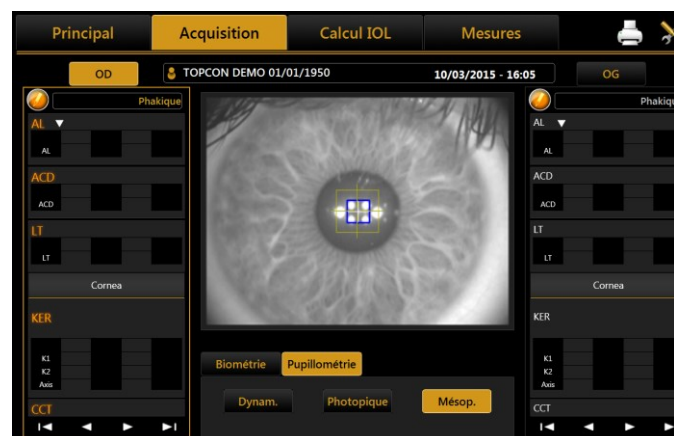 Principal Acquisition Calcul IOL Mesures
OD TOPCON DEMO 01/01/1950 10/03/2015 - 16:05 OG
Phakique
AL
AL
ACD
ACD
LT
LT
Cornea
KER
K1
K2
Axis
CCT
Biométrie Pupillométrie
Dynam. Photopique Mésop.
Phakiqu
AL
AL
ACD
ACD
LT
LT
Cornea
KER
K1
K2
Axis
CCT